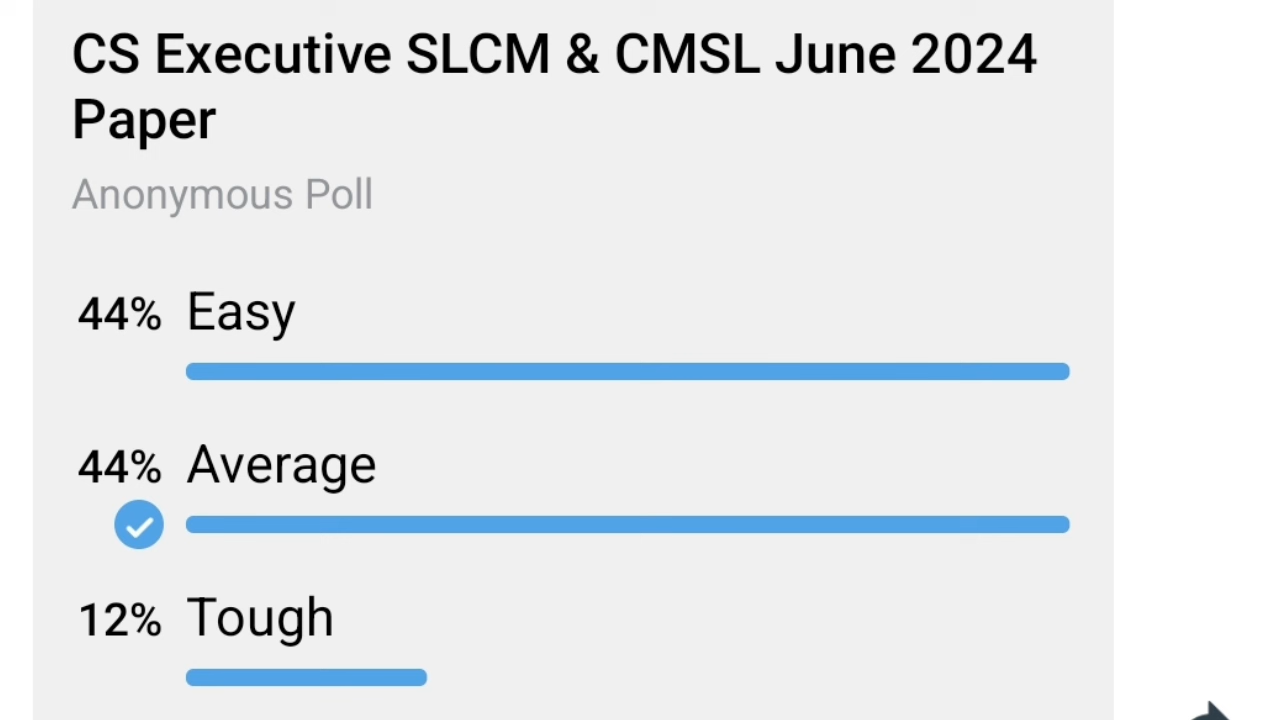 CS Executive SLCM & CMSL June 2024
Paper
Anonymous Poll
44% Easy
44% Average
12% Tough